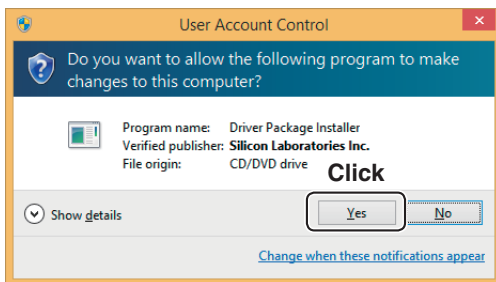 User Account Control
Do you want to allow the following program to make
changes to this computer?
Program name: Driver Package Installer
Verified publisher: Silicon Laboratories Inc.
File origin: CD/DVD drive
Click
Show details
Yes
No
Change when these notifications appear